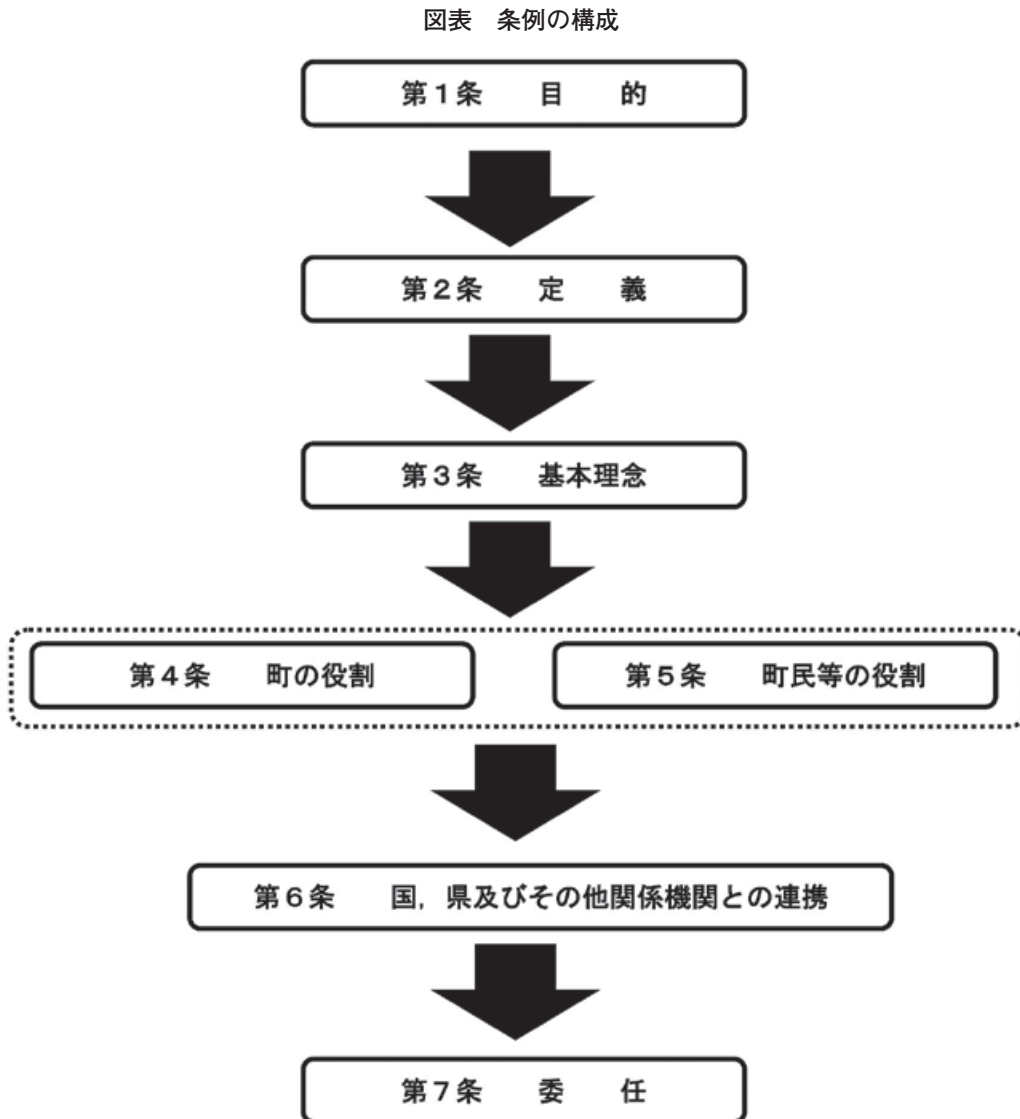 図表　条例の構成
第１条　　目　　的
第２条　　定　　義
第３条　　基本理念
第４条　　町の役割
第５条　　町民等の役割
第６条　　国，県及びその他関係機関との連携
第７条　　委　　任